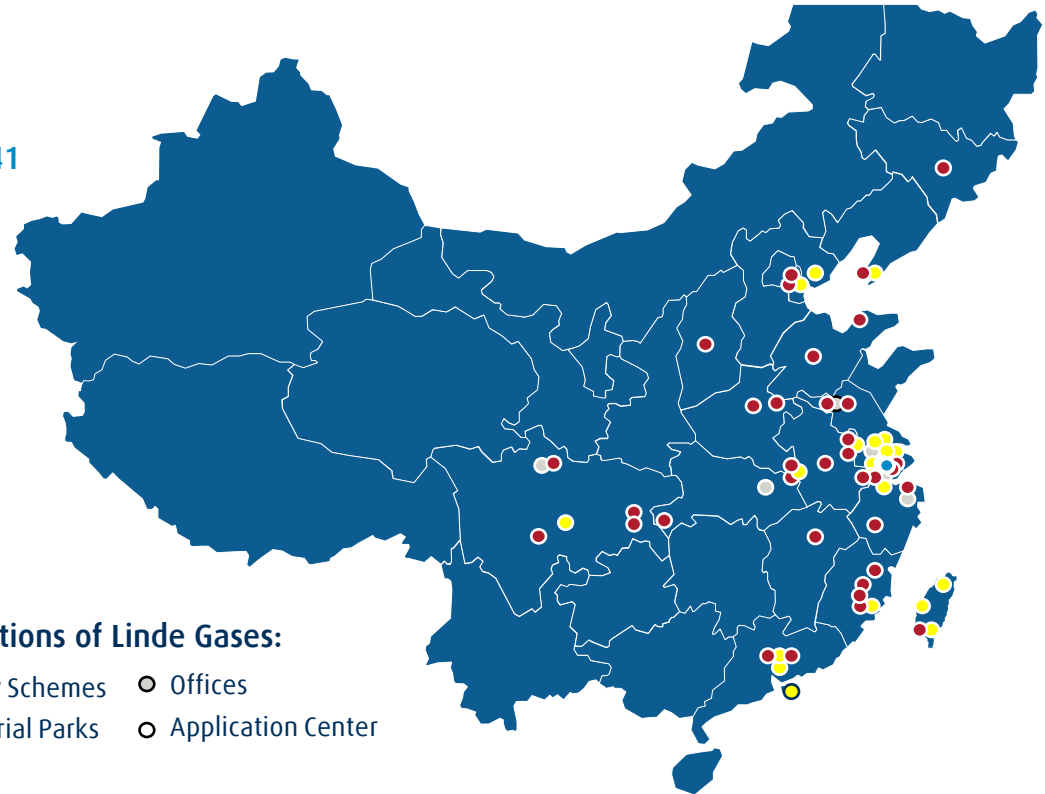 41
tions of Linde Gases:
Schemes
Offices
rial Parks
Application Center